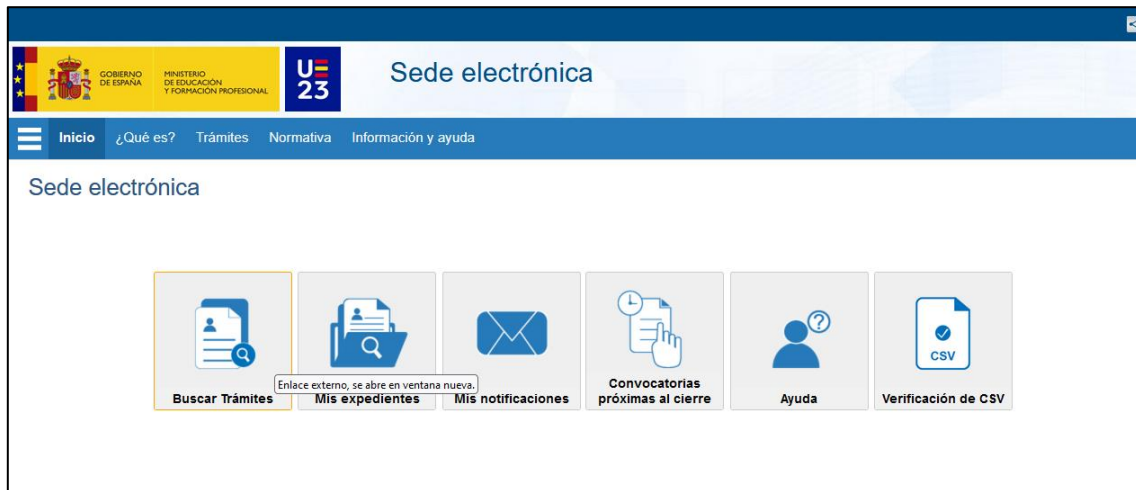 GOBIERNO
DE ESPAÑA
MINISTERIO
DE EDUCACIÓN
Y FORMACIÓN PROFESIONAL
UE
23
Sede electrónica
Inicio ¿Qué es? Trámites Normativa Información y ayuda
Sede electrónica
CSV
Enlace externo, se abre en ventana nueva.
Buscar Trámites
Mis expedientes
Mis notificaciones
Convocatorias
próximas al cierre
Ayuda
Verificación de CSV